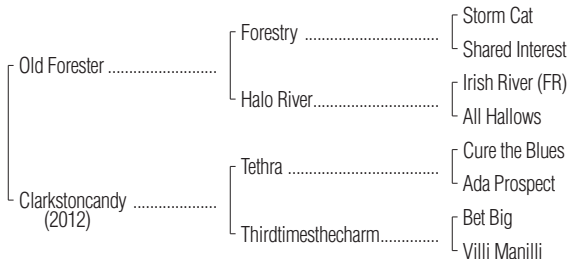 Storm Cat
Forestry ........................
Shared Interest
Old Forester ........................
Irish River (FR)
Halo River........................
All Hallows
Cure the Blues
Tethra ........................
Ada Prospect
Clarkstoncandy ..................
(2012)
Bet Big
Thirdtimesthecharm.............
Villi Manilli